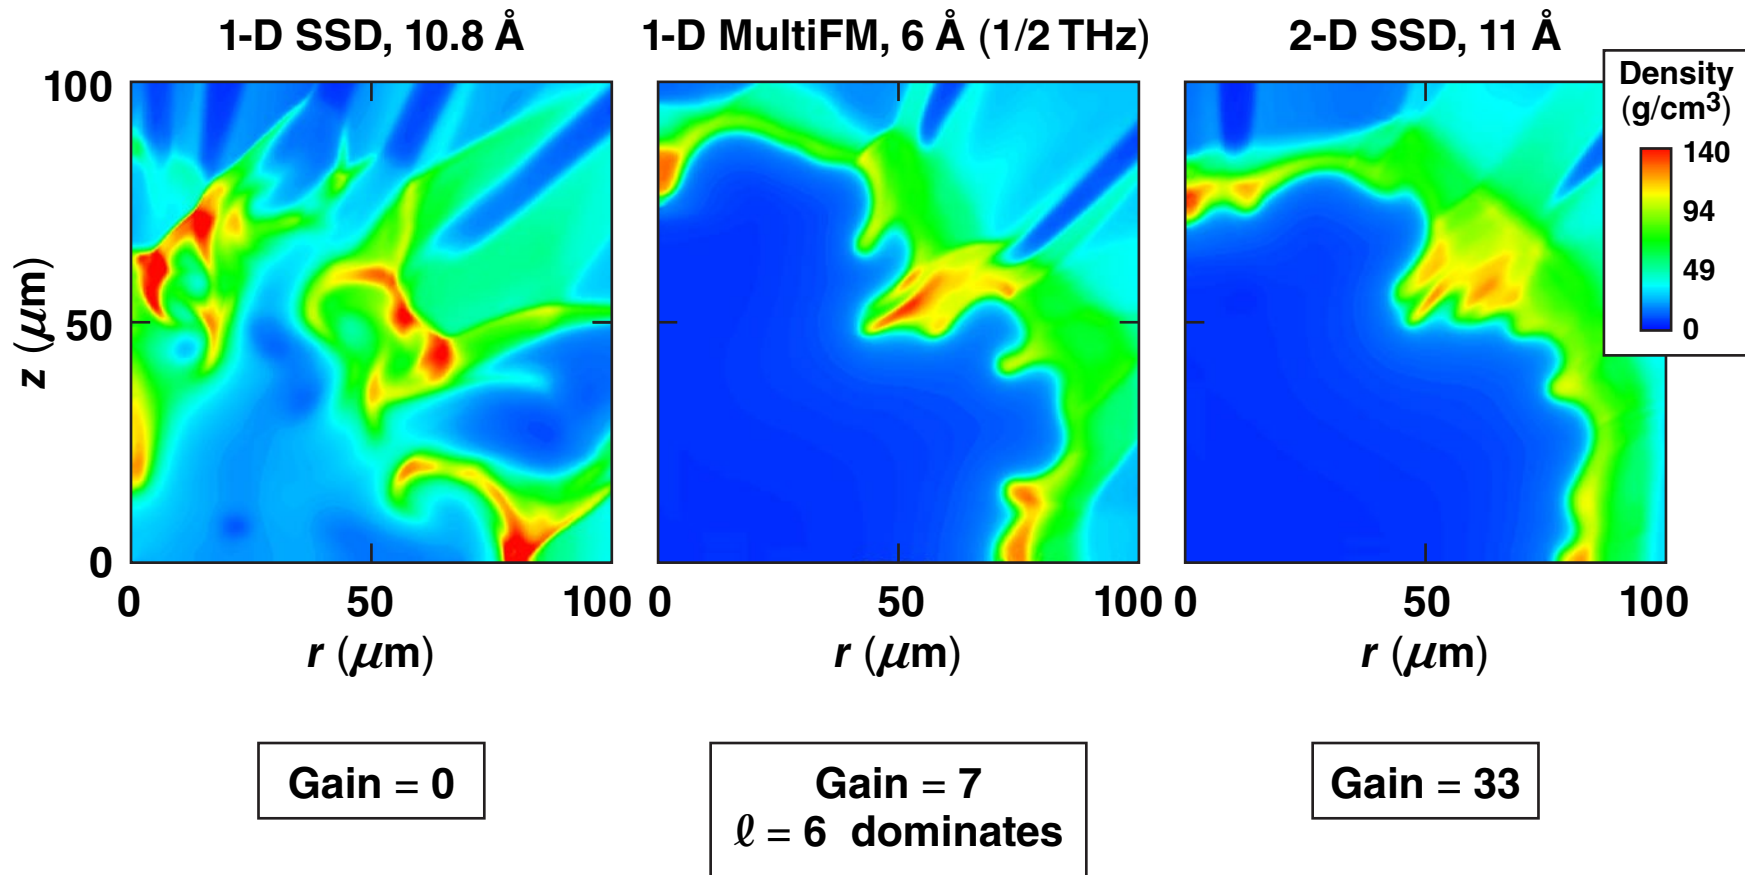 1-D SSD, 10.8 Å
1-D MultiFM, 6 Å (1/2 THz)
2-D SSD, 11 Å
Density
(g/cm³)
140
94
49
0
100
50
0
z (μm)
0 50 100
0 50 100
0 50 100
r (μm)
r (μm)
r (μm)
Gain = 0
Gain = 7
ℓ = 6 dominates
Gain = 33